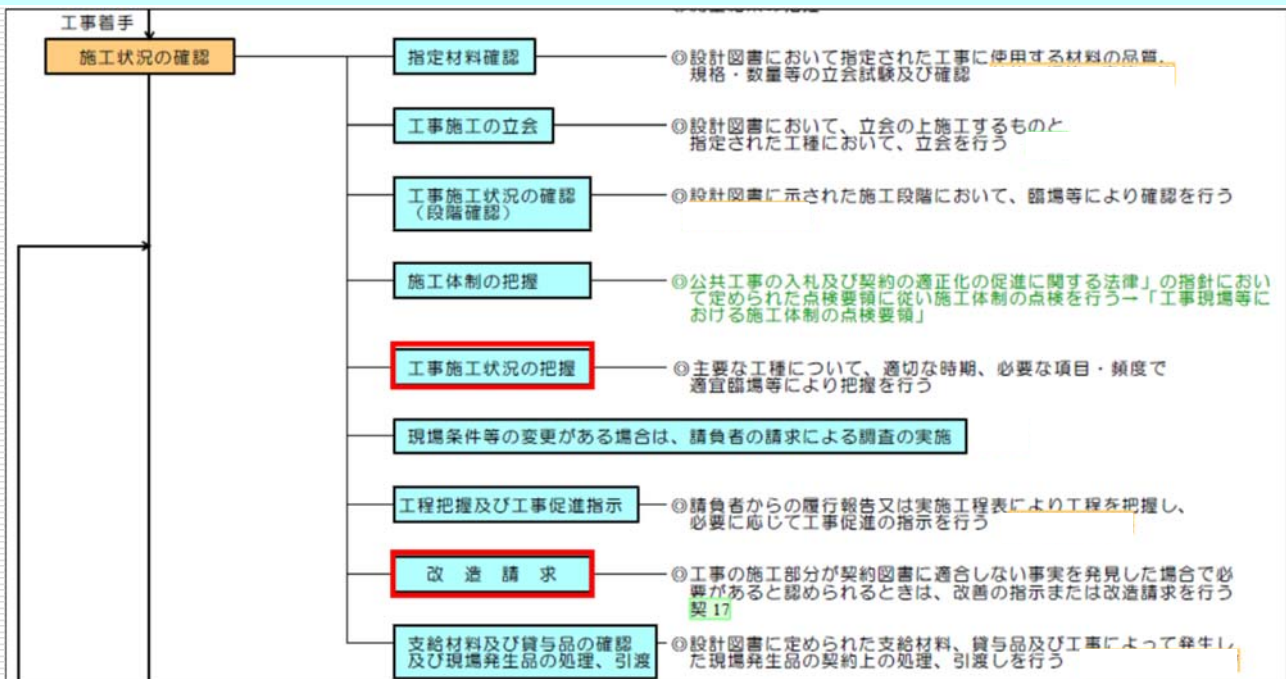 工事着手
施工状況の確認
指定材料確認
◎設計図書において指定された工事に使用する材料の品質、
規格・数量等の立会試験及び確認
工事施工の立会
◎設計図書において、立会の上施工するものと
指定された工種において、立会を行う
工事施工状況の確認
（段階確認）
◎設計図書に示された施工段階において、臨場等により確認を行う
施工体制の把握
◎公共工事の入札及び契約の適正化の促進に関する法律」の指針におい
て定められた点検要領に従い施工体制の点検を行う→「工事現場等に
おける施工体制の点検要領」
工事施工状況の把握
◎主要な工種について、適切な時期、必要な項目・頻度で
適宜臨場等により把握を行う
現場条件等の変更がある場合は、請負者の請求による調査の実施
工程把握及び工事促進指示
◎請負者からの履行報告又は実施工程表により工程を把握し、
必要に応じて工事促進の指示を行う
改 造 請 求
◎工事の施工部分が契約図書に適合しない事実を発見した場合で必
要があると認められるときは、改善の指示または改造請求を行う
契 17
支給材料及び貸与品の確認
及び現場発生品の処理、引渡
◎設計図書に定められた支給材料、貸与品及び工事によって発生し
た現場発生品の契約上の処理、引渡しを行う